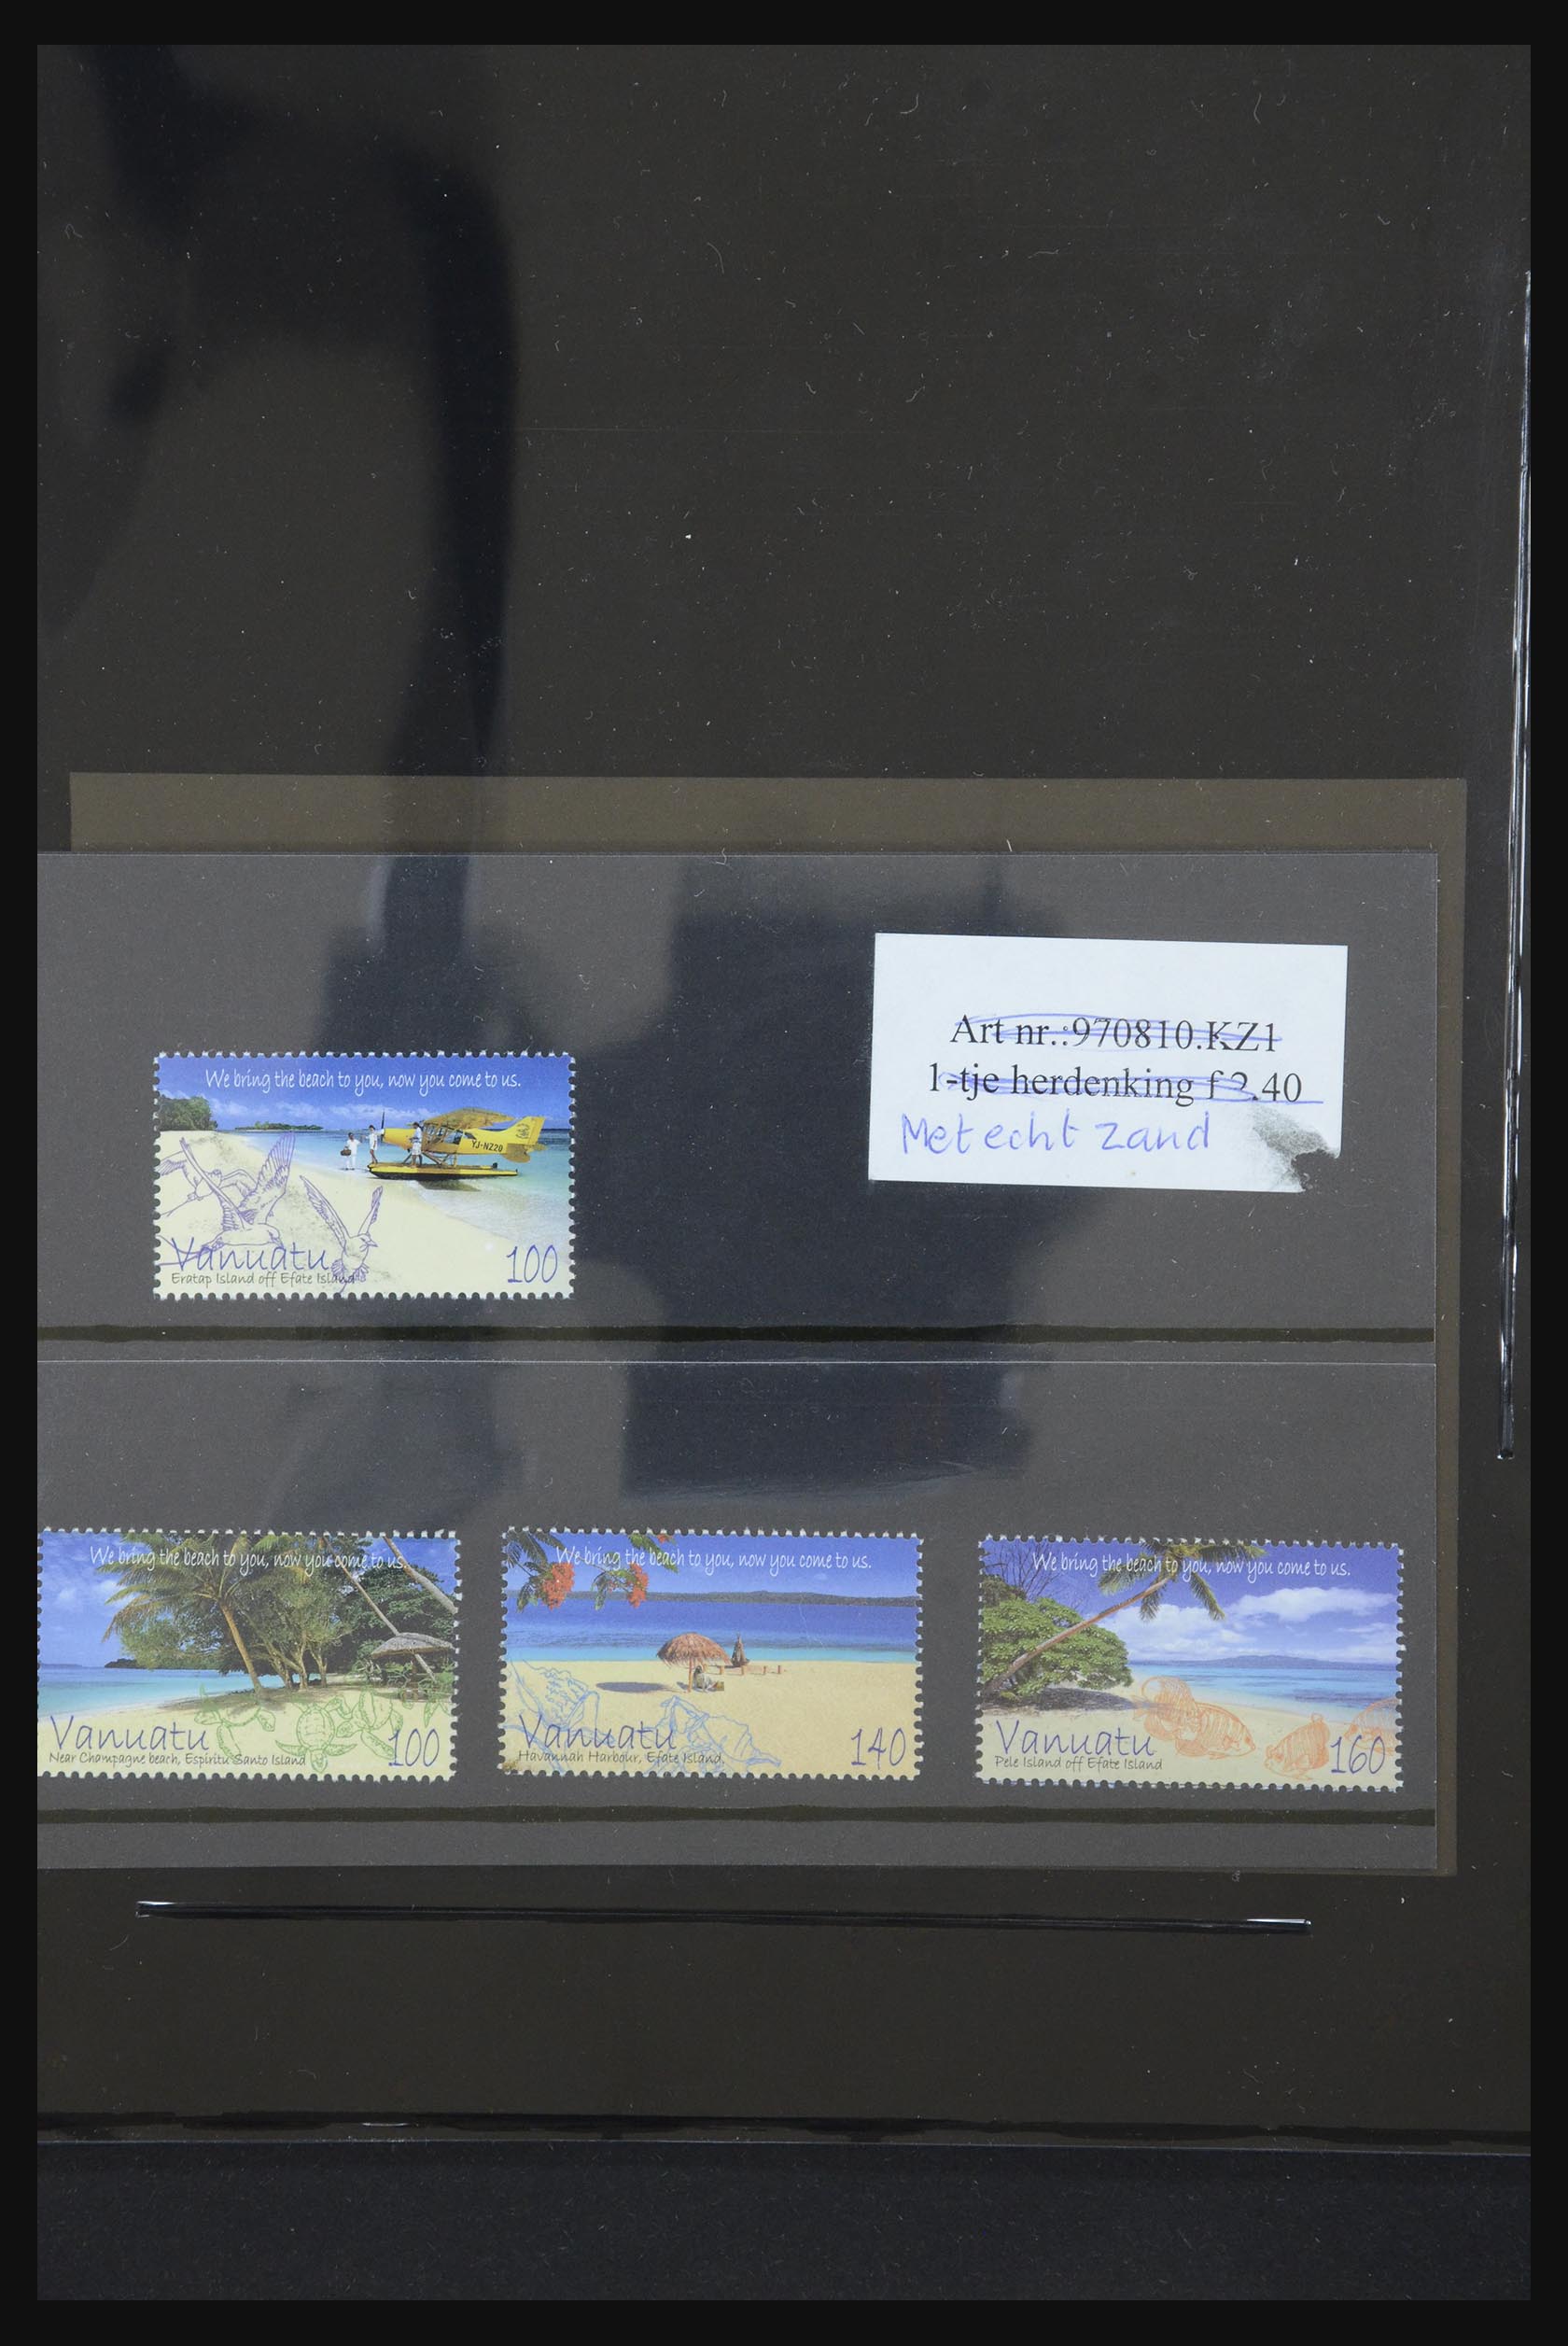 Art nr.:970810.KZ1
1-tje herdenking f 2.40
Met echt zand
We bring the beach to you, now you come to us.
YJ-NZ20
Vanuatu
100
Eratap Island off Efate Island
We bring the beach to you, now you come to us.
Vanuatu
100
Near Champagne beach, Espiritu Santo Island
We bring the beach to you, now you come to us.
Vanuatu
140
Havannah Harbour, Efate Island
We bring the beach to you, now you come to us.
Vanuatu
160
Pele Island off Efate Island